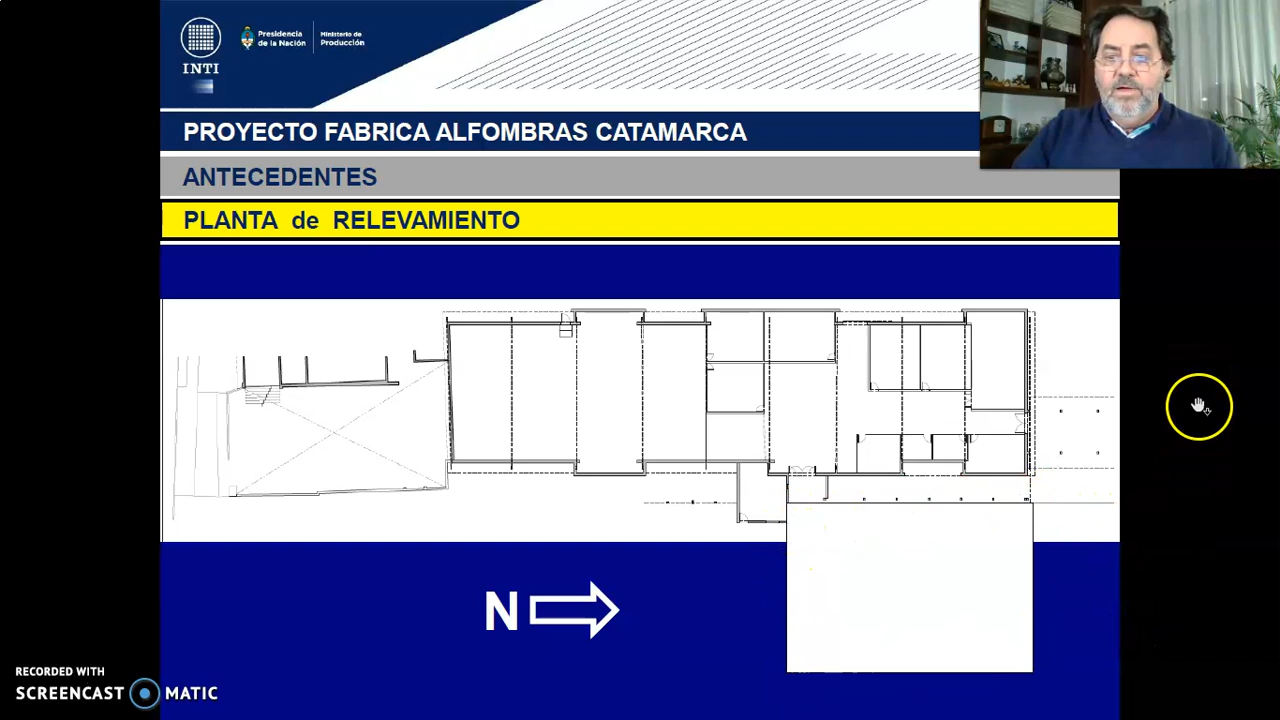 INTI
Presidencia
de la Nación
Ministerio de
Producción
PROYECTO FABRICA ALFOMBRAS CATAMARCA
ANTECEDENTES
PLANTA de RELEVAMIENTO
N
RECORDED WITH
SCREENCAST MATIC